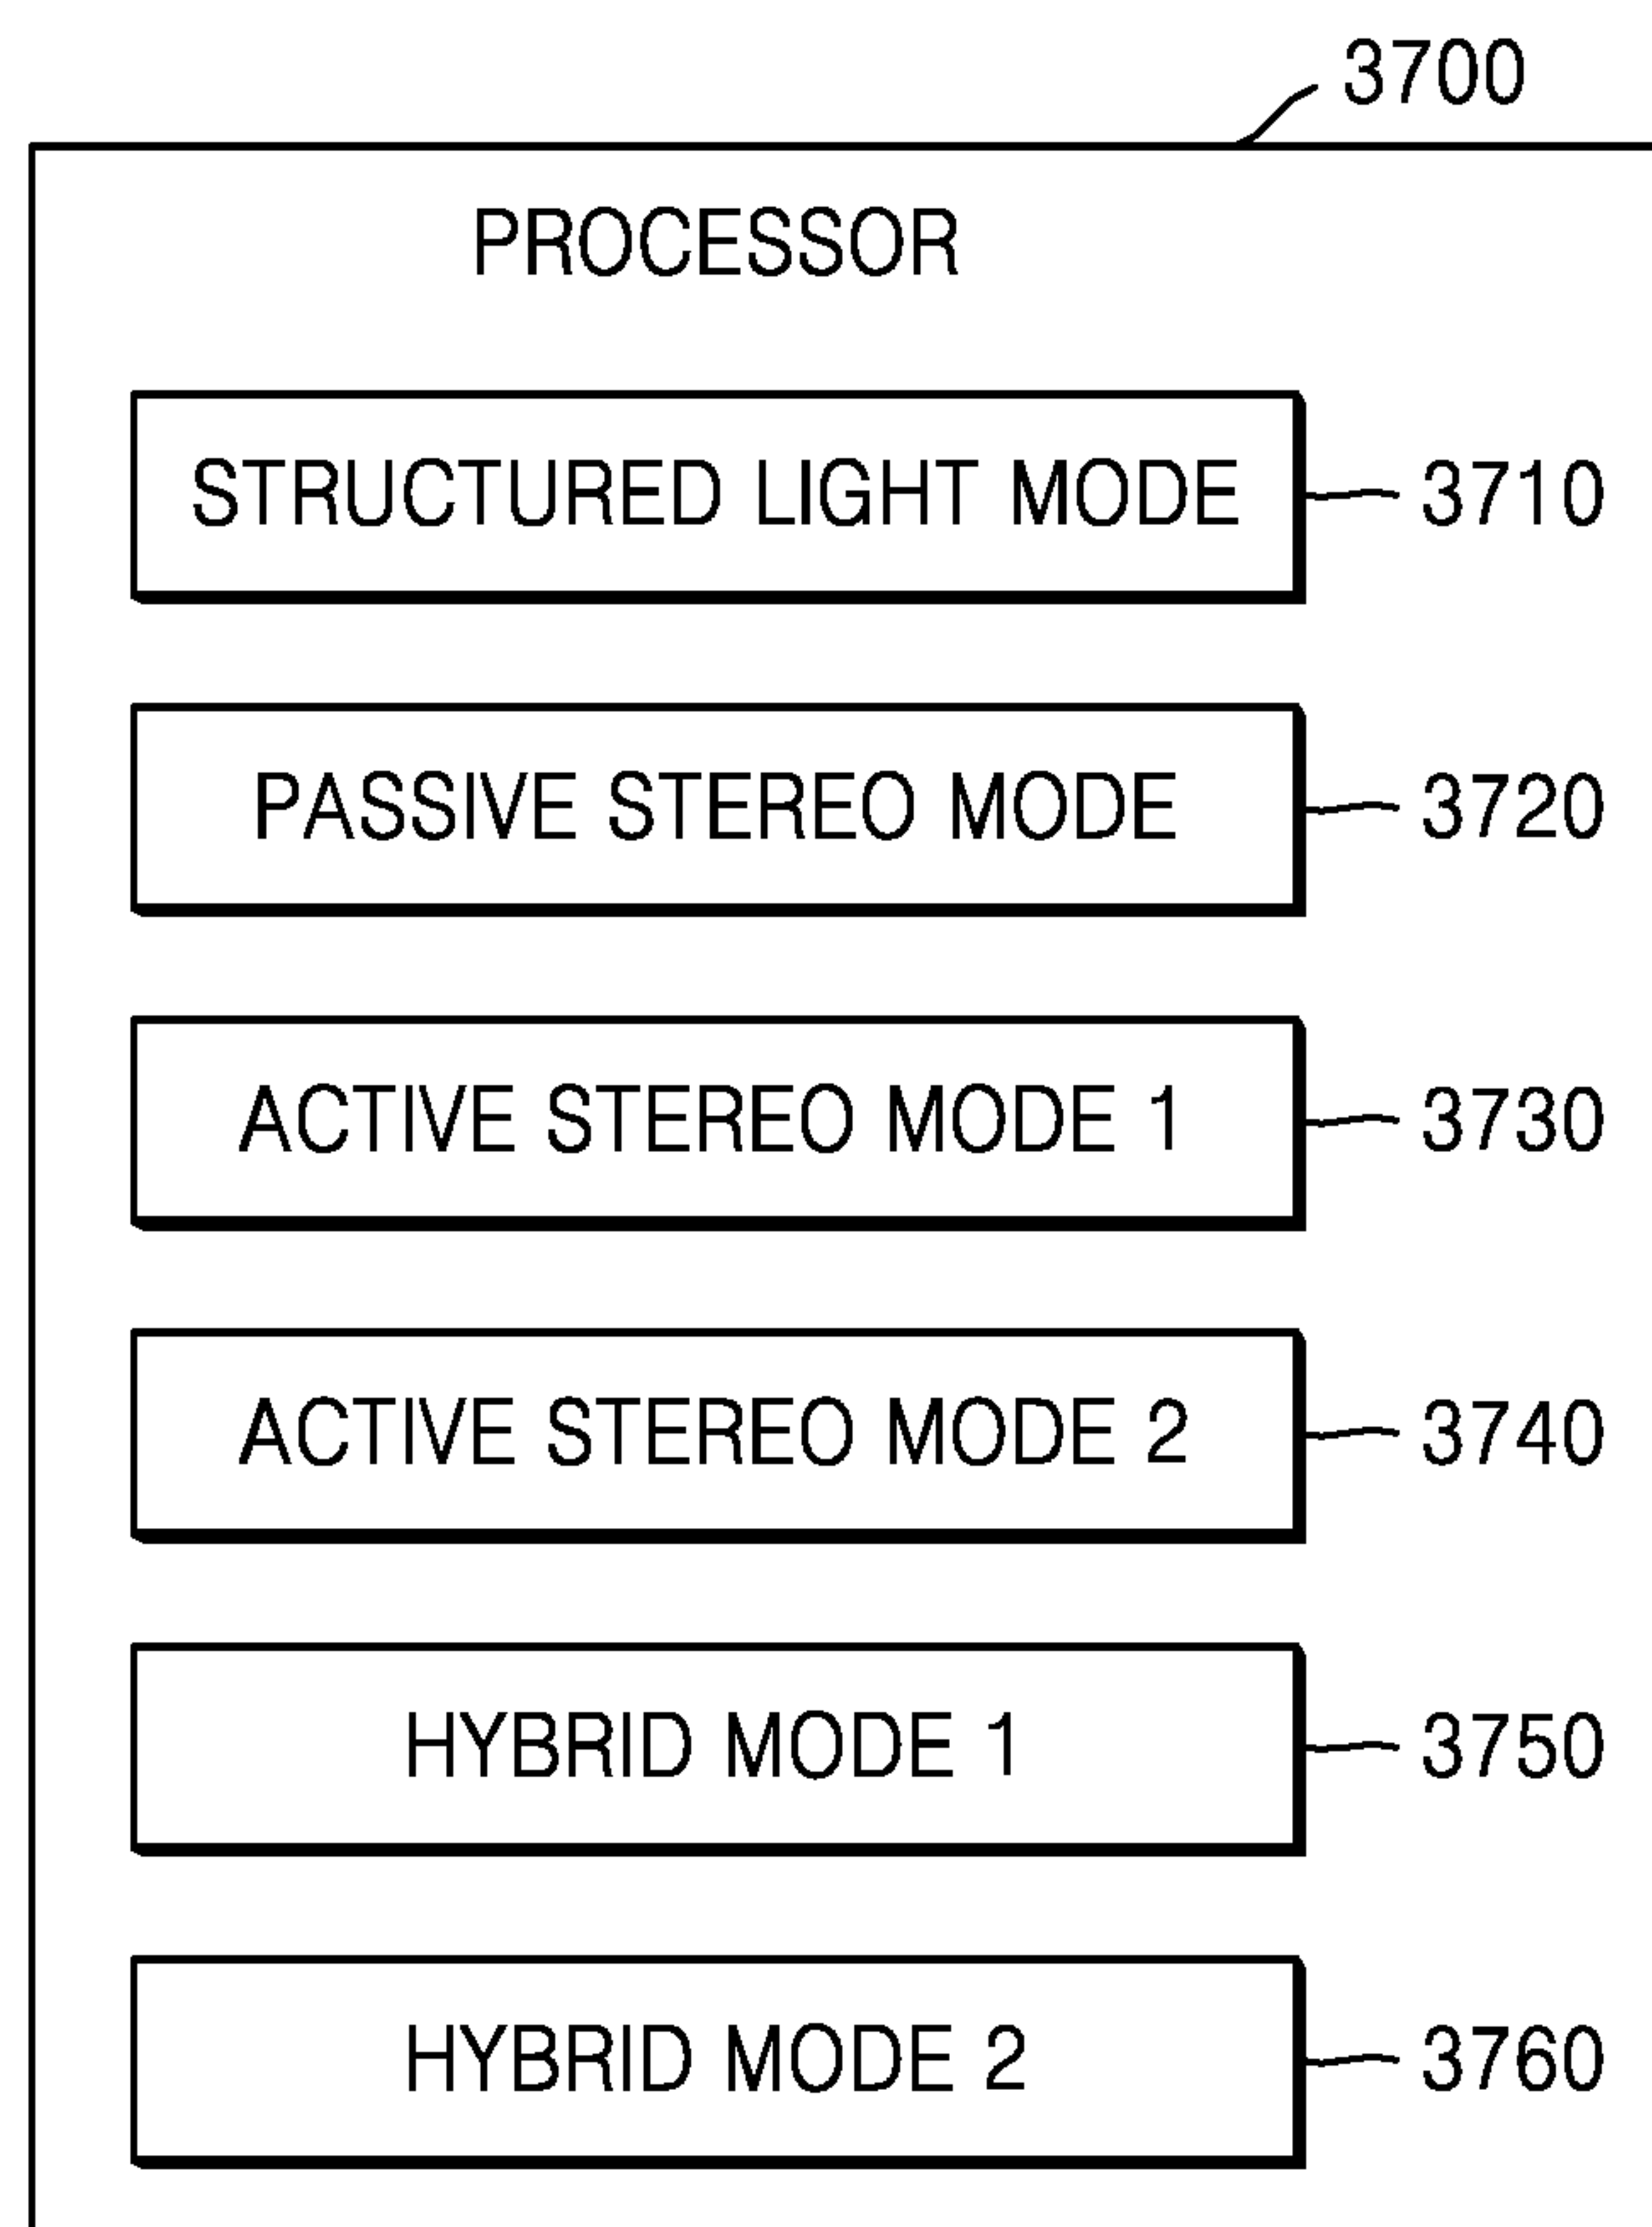 3700
PROCESSOR
STRUCTURED LIGHT MODE 3710
PASSIVE STEREO MODE 3720
ACTIVE STEREO MODE 1 3730
ACTIVE STEREO MODE 2 3740
HYBRID MODE 1 3750
HYBRID MODE 2 3760